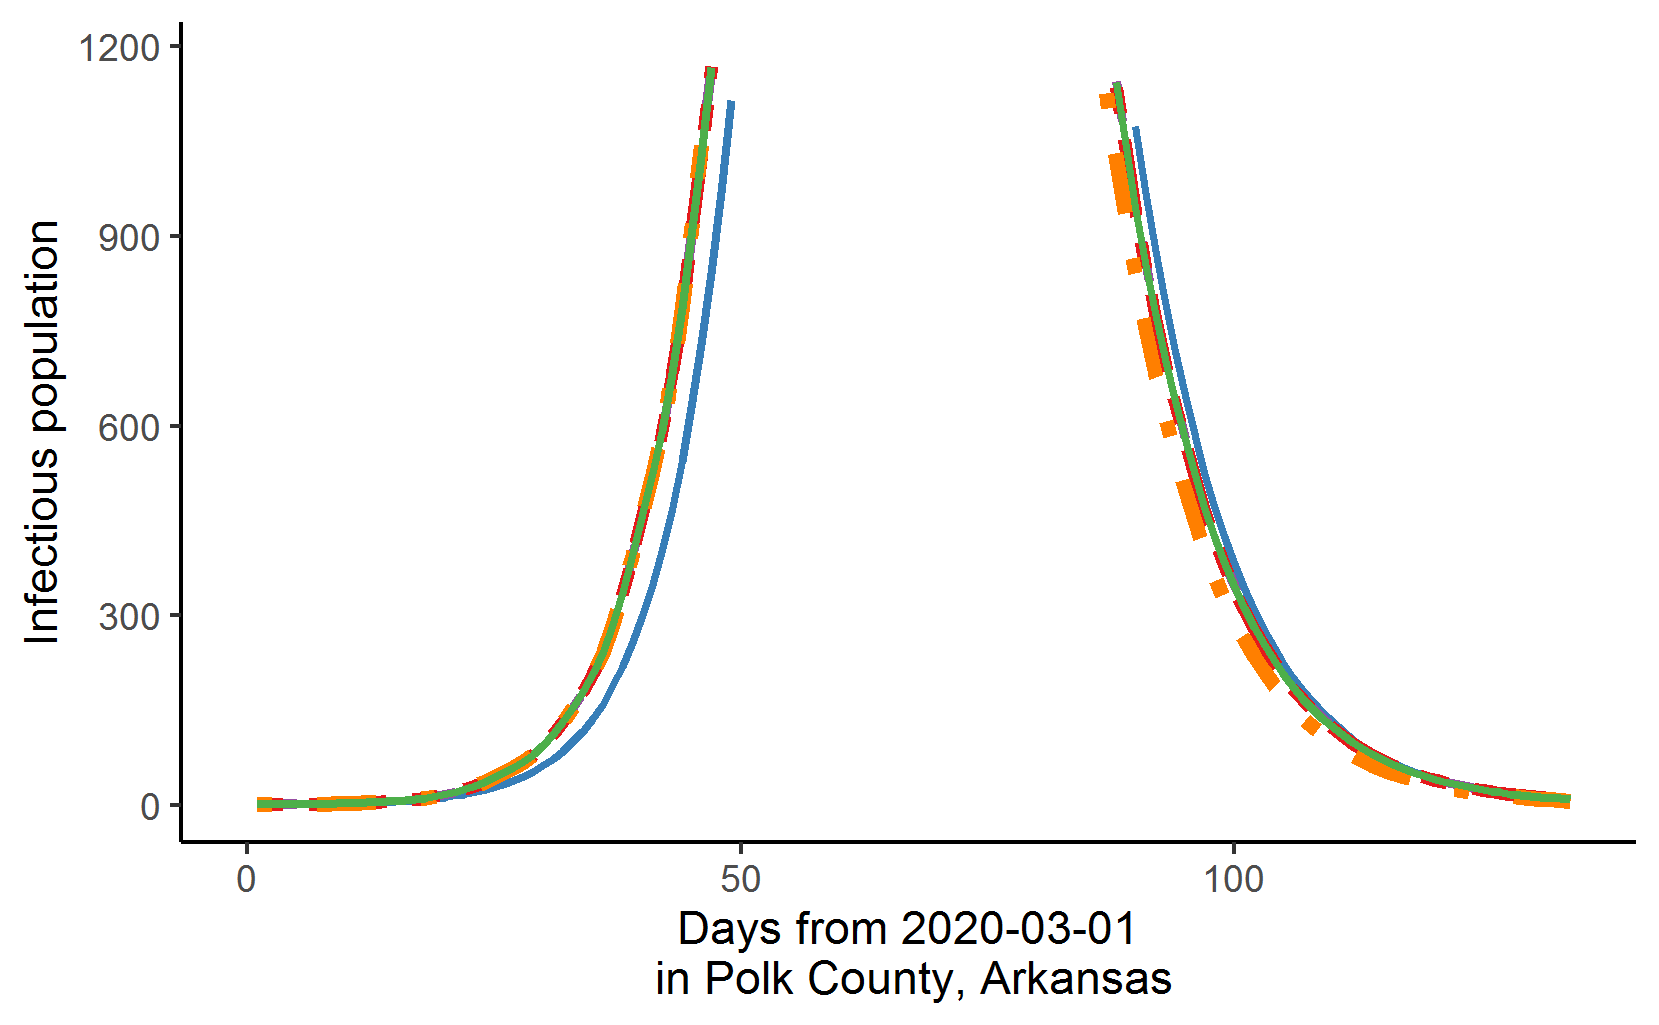 1200
900
600
300
0
Infectious population
0 50 100
Days from 2020-03-01
in Polk County, Arkansas